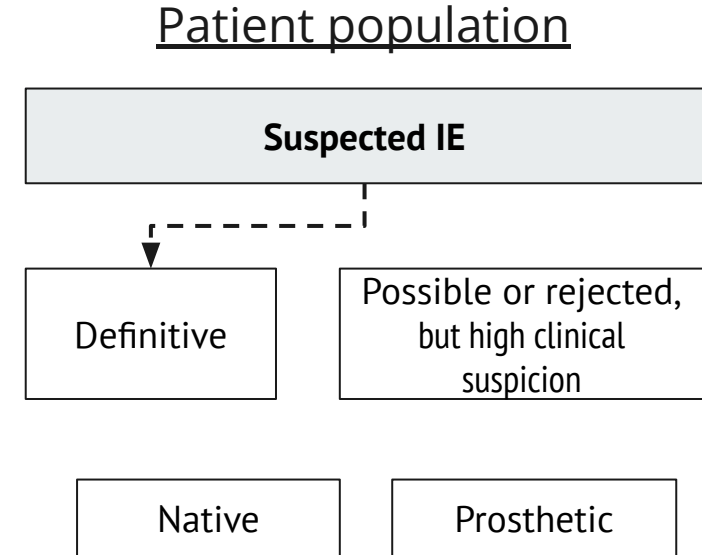 Patient population
Suspected IE
Definitive
Possible or rejected,
but high clinical
suspicion
Native
Prosthetic